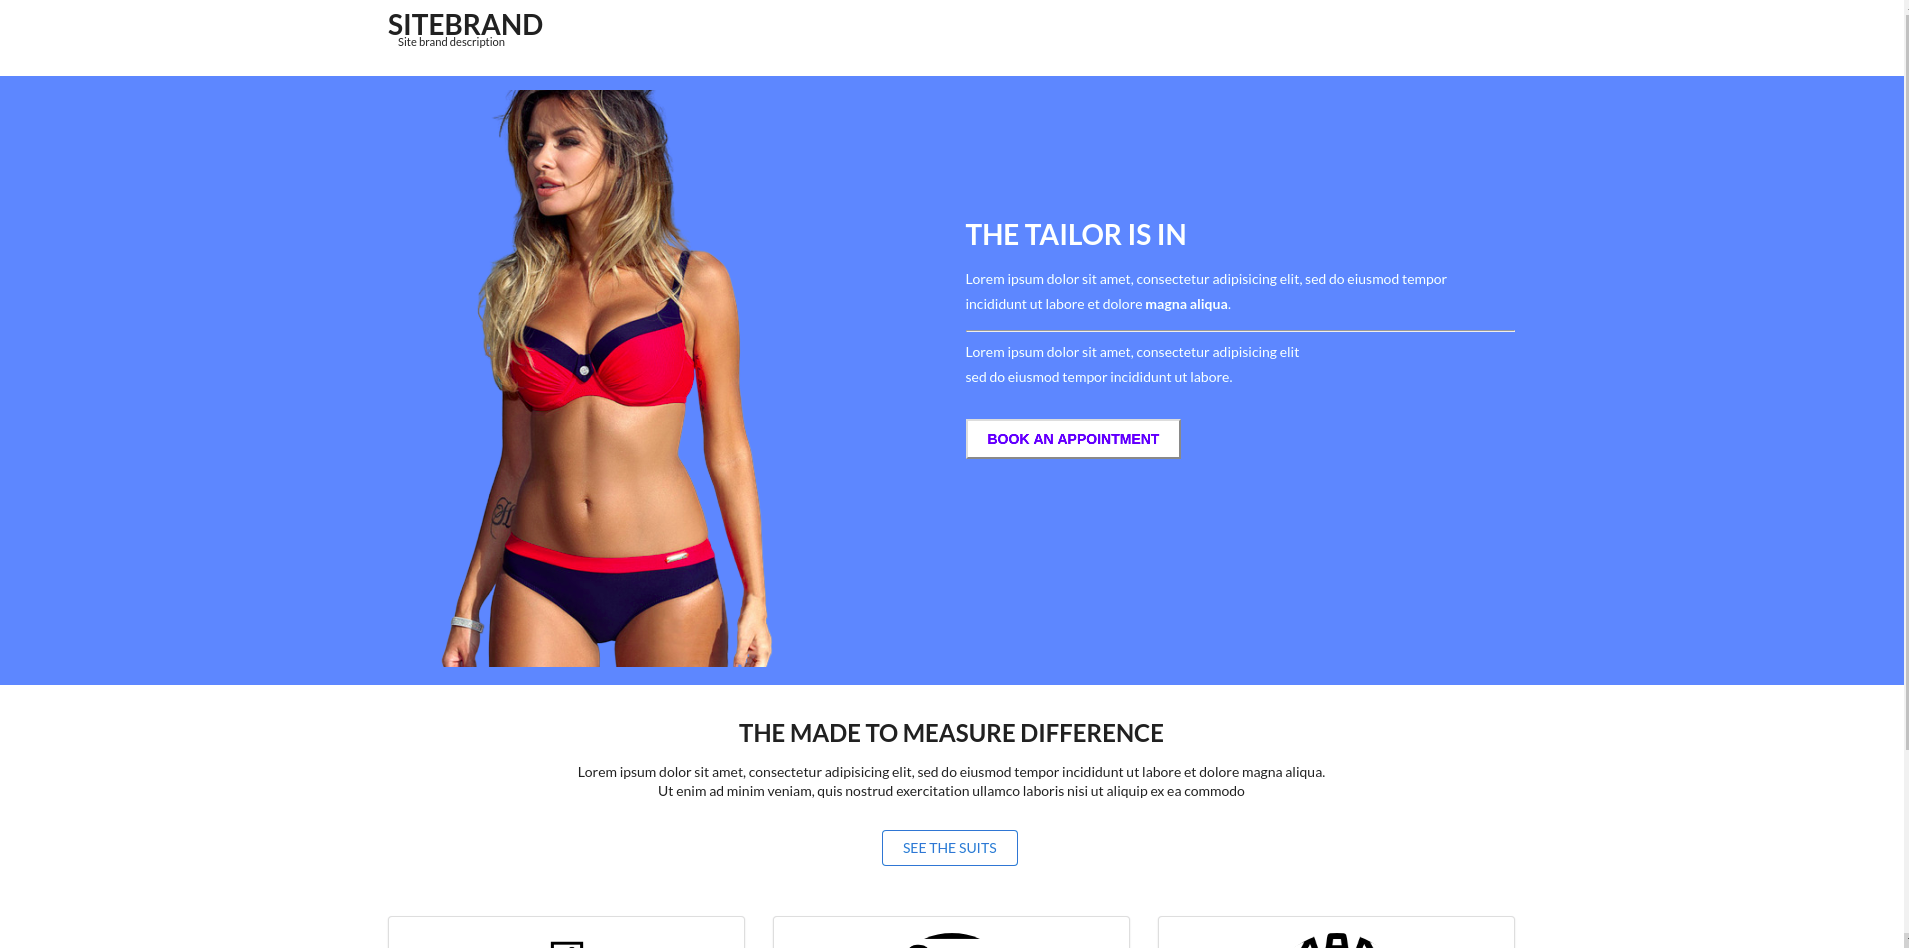 SITEBRAND
Site brand description
THE TAILOR IS IN
Lorem ipsum dolor sit amet, consectetur adipisicing elit, sed do eiusmod tempor
incididunt ut labore et dolore magna aliqua.
Lorem ipsum dolor sit amet, consectetur adipisicing elit
sed do eiusmod tempor incididunt ut labore.
BOOK AN APPOINTMENT
THE MADE TO MEASURE DIFFERENCE
Lorem ipsum dolor sit amet, consectetur adipisicing elit, sed do eiusmod tempor incididunt ut labore et dolore magna aliqua.
Ut enim ad minim veniam, quis nostrud exercitation ullamco laboris nisi ut aliquip ex ea commodo
SEE THE SUITS